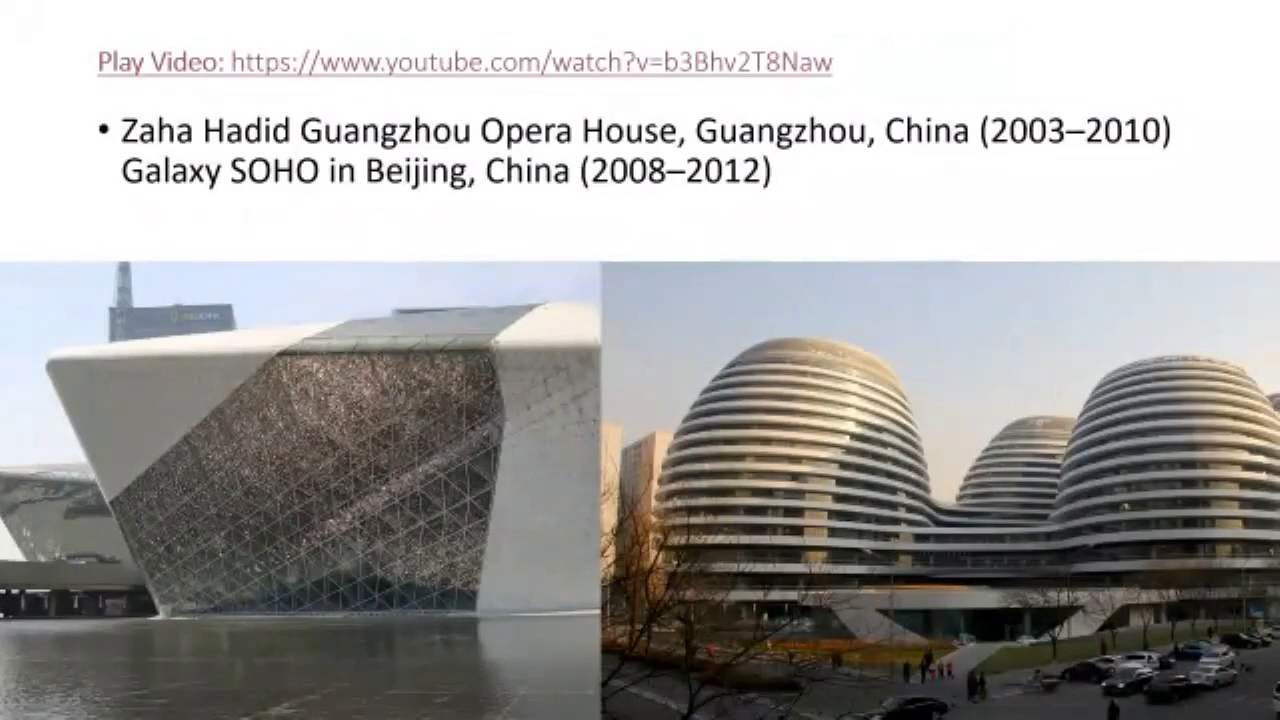 Play Video: https://www.youtube.com/watch?v=b3Bhv2T8Naw
• Zaha Hadid Guangzhou Opera House, Guangzhou, China (2003–2010)
Galaxy SOHO in Beijing, China (2008–2012)